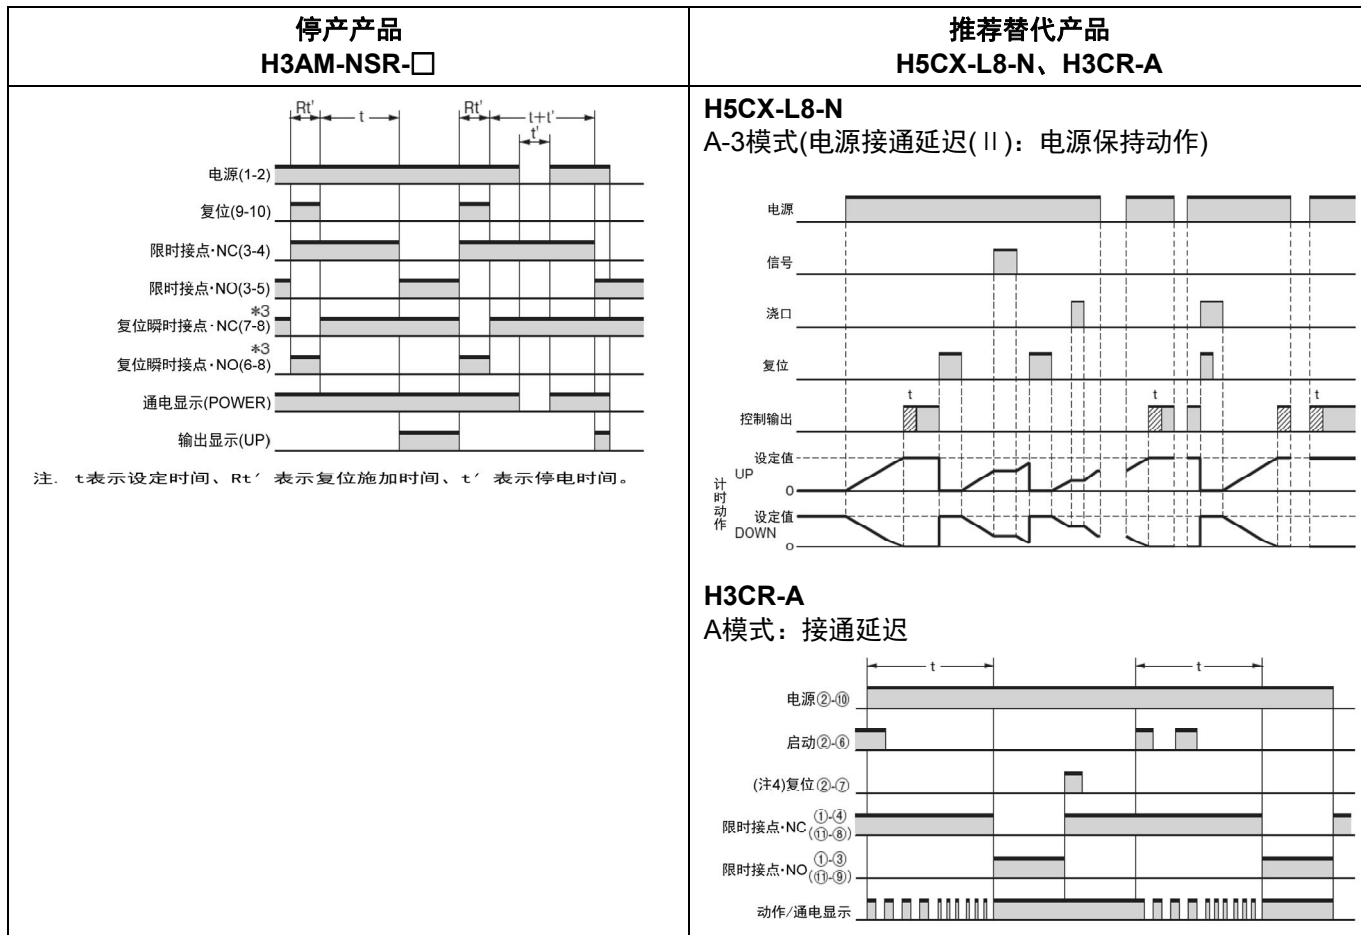 停产产品
H3AM-NSR-□
推荐替代产品
H5CX-L8-N、H3CR-A
Rt'
t
Rt'
t+t'
t'
电源(1-2)
复位(9-10)
限时接点·NC(3-4)
限时接点·NO(3-5)
*3
复位瞬时接点·NC(7-8)
*3
复位瞬时接点·NO(6-8)
通电显示(POWER)
输出显示(UP)
注. t表示设定时间、Rt′ 表示复位施加时间、t′ 表示停电时间。
H5CX-L8-N
A-3模式(电源接通延迟(Ⅱ)：电源保持动作)
电源
信号
浇口
复位
t
t
t
控制输出
设定值
UP
0
计时动作
设定值
DOWN
0
H3CR-A
A模式：接通延迟
t
t
电源②-⑩
启动②-⑥
(注4)复位②-⑦
限时接点·NC ①-④
(⑪-⑧)
限时接点·NO ①-③
(⑪-⑨)
动作/通电显示